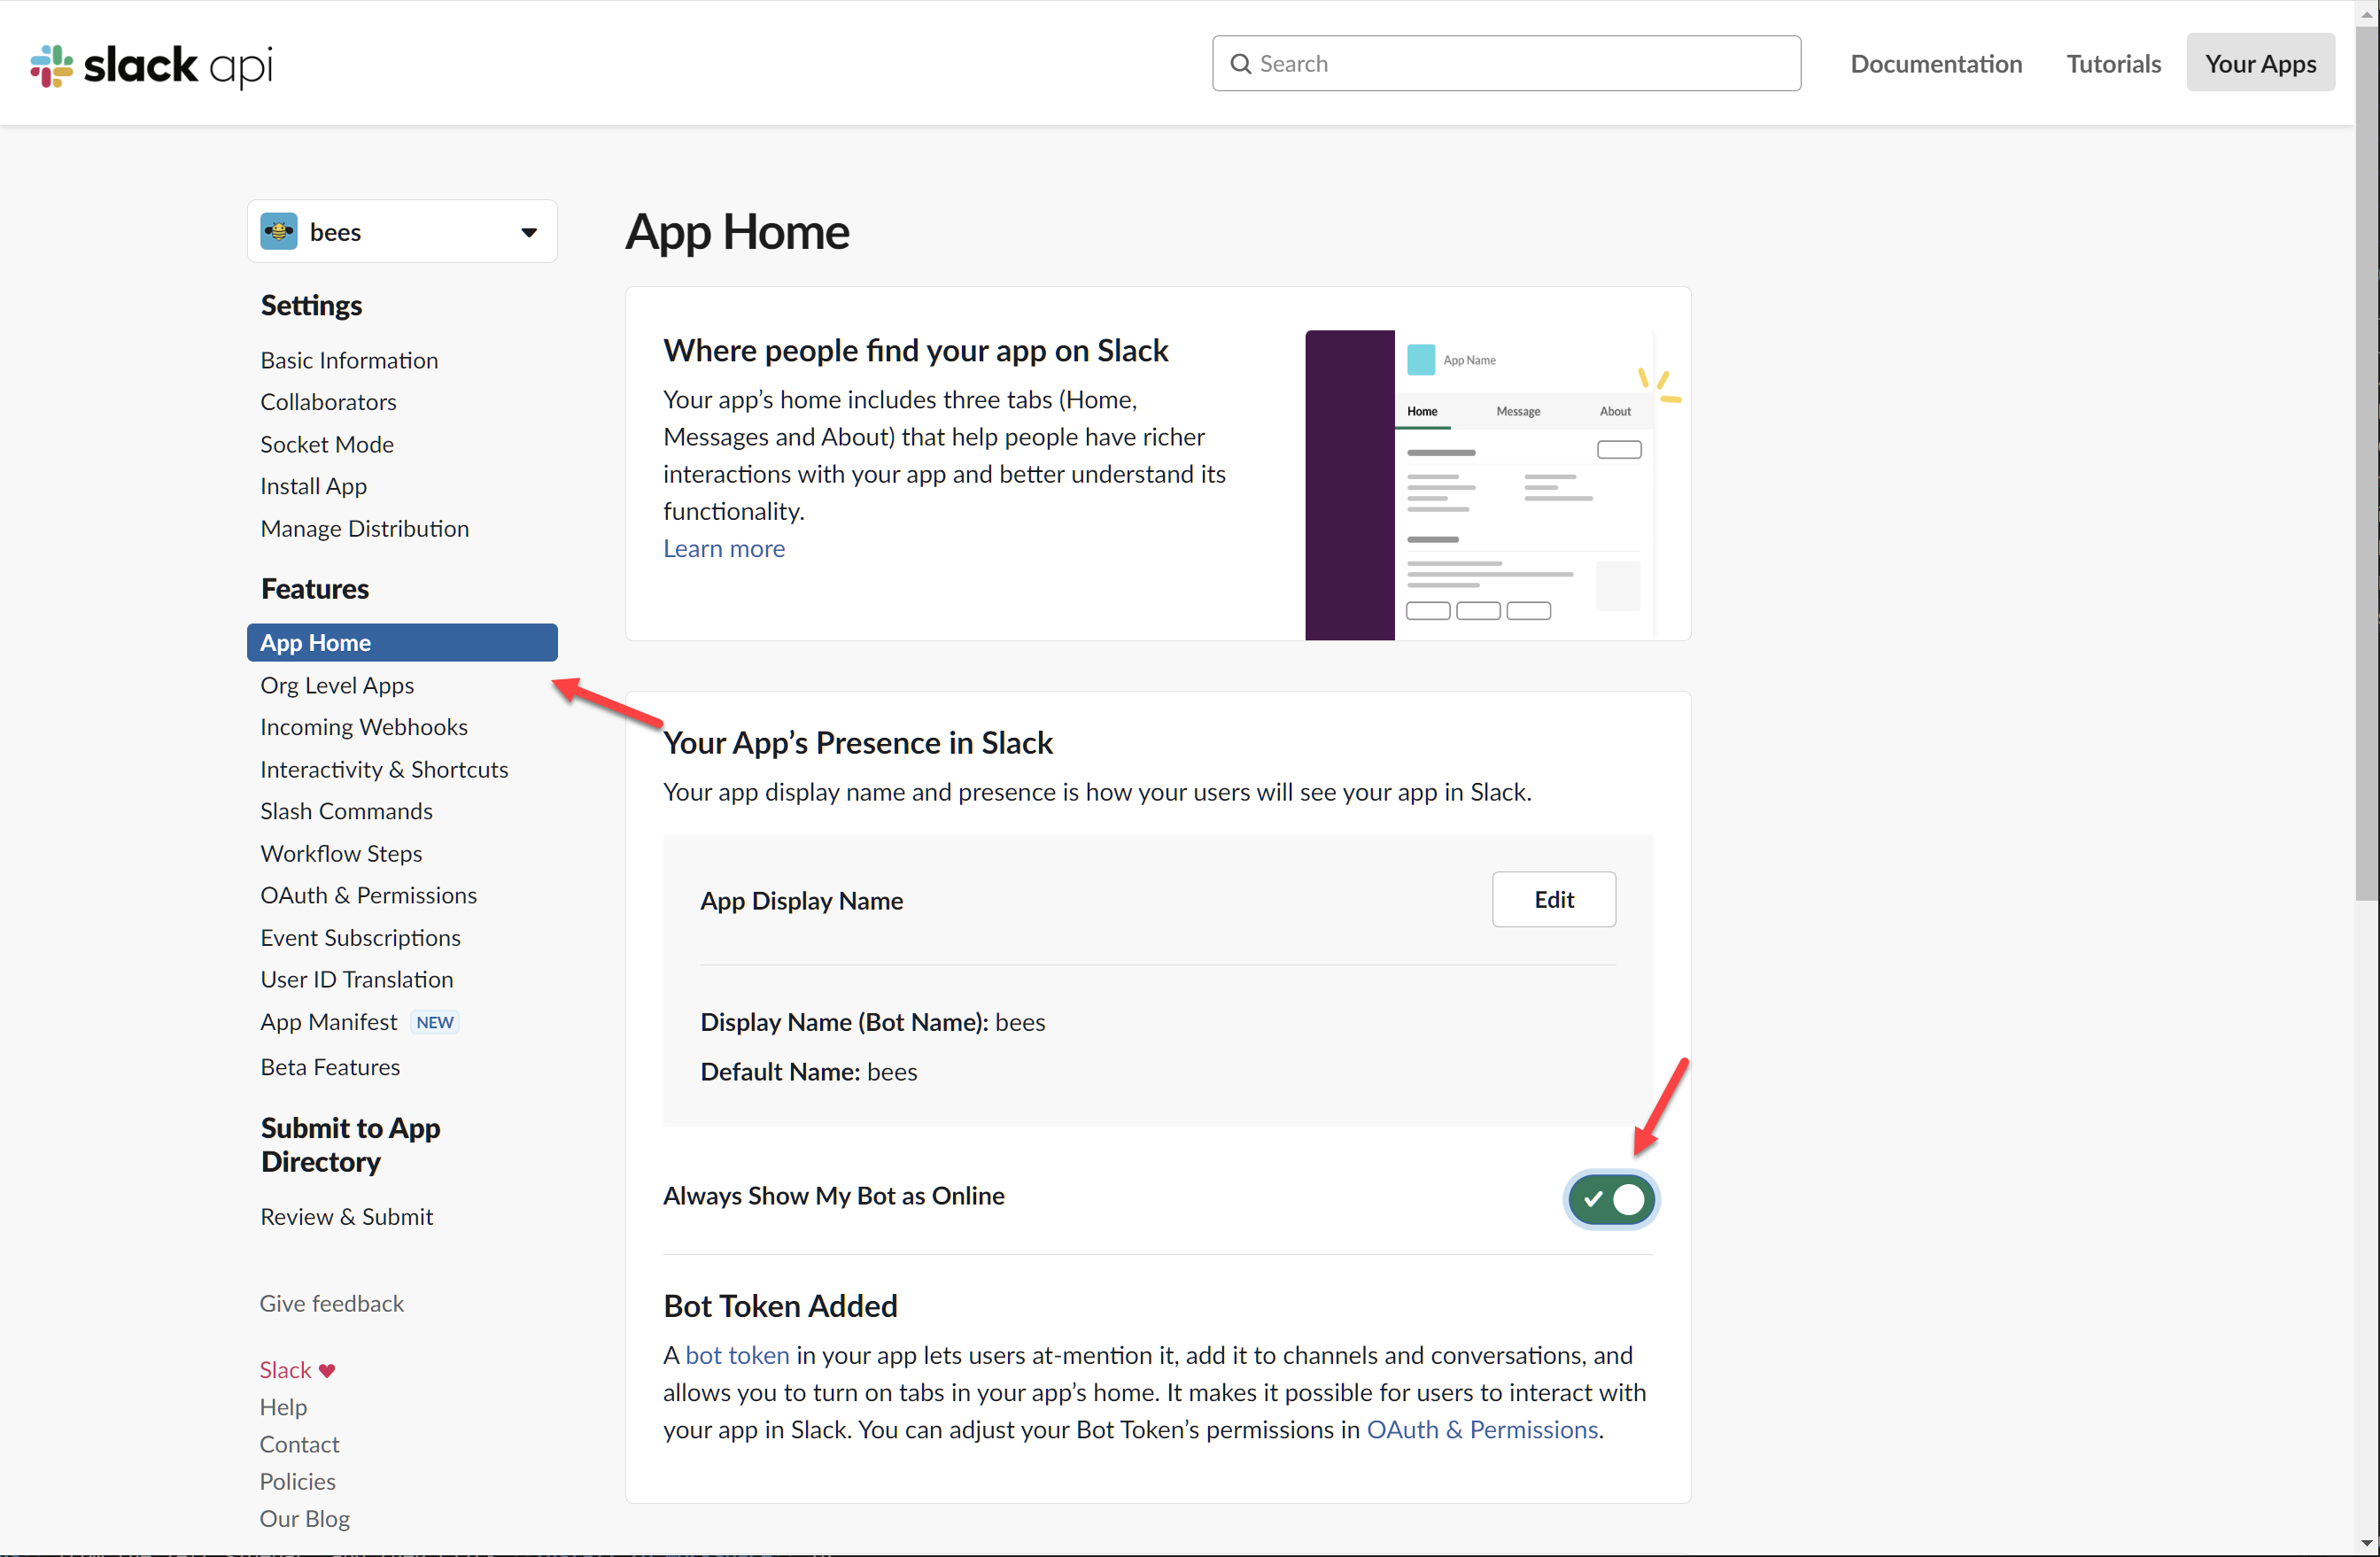 slack api
Search
Documentation
Tutorials
Your Apps
bees
Settings
Basic Information
Collaborators
Socket Mode
Install App
Manage Distribution
Features
App Home
Org Level Apps
Incoming Webhooks
Interactivity & Shortcuts
Slash Commands
Workflow Steps
OAuth & Permissions
Event Subscriptions
User ID Translation
App Manifest NEW
Beta Features
Submit to App
Directory
Review & Submit
Give feedback
Slack ♥
Help
Contact
Policies
Our Blog
App Home
Where people find your app on Slack
Your app’s home includes three tabs (Home,
Messages and About) that help people have richer
interactions with your app and better understand its
functionality.
Learn more
App Name
Home
Message
About
Your App’s Presence in Slack
Your app display name and presence is how your users will see your app in Slack.
App Display Name
Edit
Display Name (Bot Name): bees
Default Name: bees
Always Show My Bot as Online
Bot Token Added
A bot token in your app lets users at-mention it, add it to channels and conversations, and
allows you to turn on tabs in your app’s home. It makes it possible for users to interact with
your app in Slack. You can adjust your Bot Token’s permissions in OAuth & Permissions.